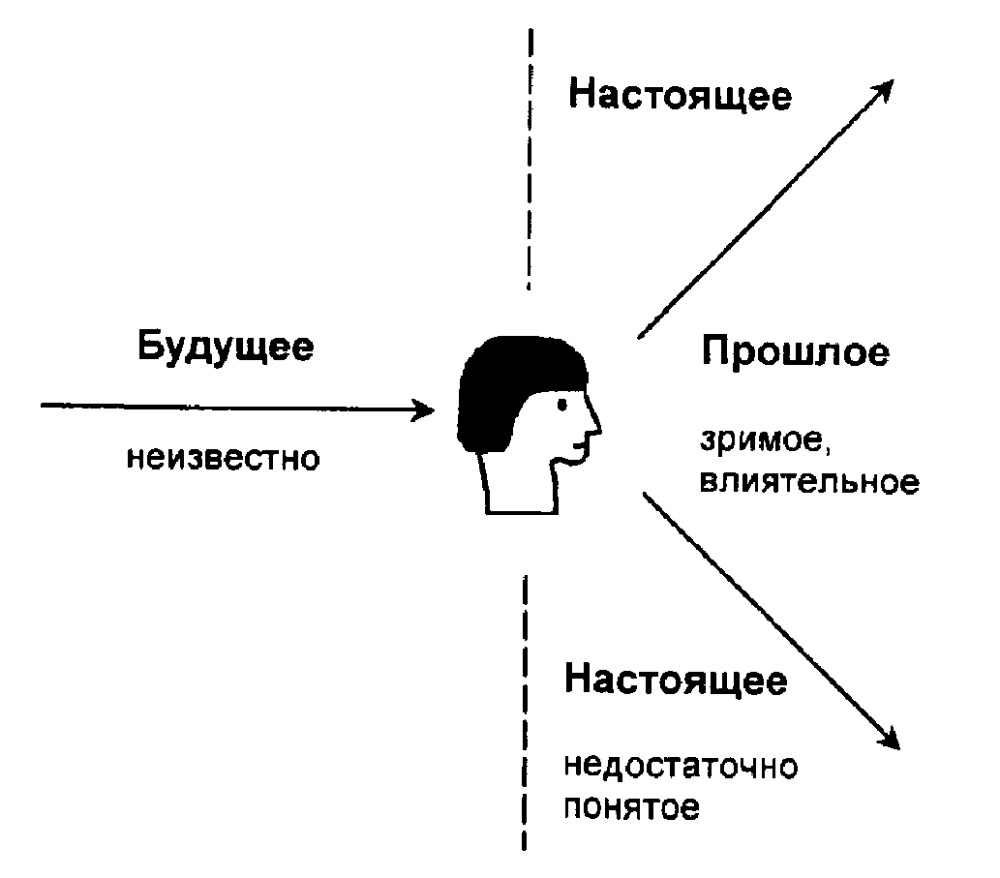 Настоящее
Будущее
неизвестно
Прошлое
зримое,
влиятельное
Настоящее
недостаточно
понятое